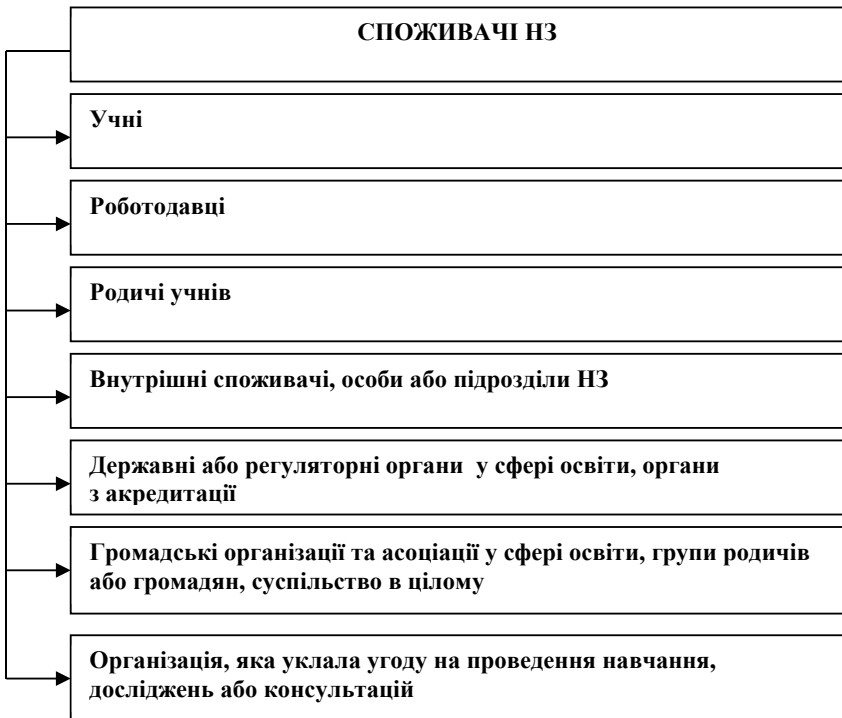 СПОЖИВАЧІ НЗ
Учні
Роботодавці
Родичі учнів
Внутрішні споживачі, особи або підрозділи НЗ
Державні або регуляторні органи у сфері освіти, органи
з акредитації
Громадські організації та асоціації у сфері освіти, групи родичів
або громадян, суспільство в цілому
Організація, яка уклала угоду на проведення навчання,
досліджень або консультацій